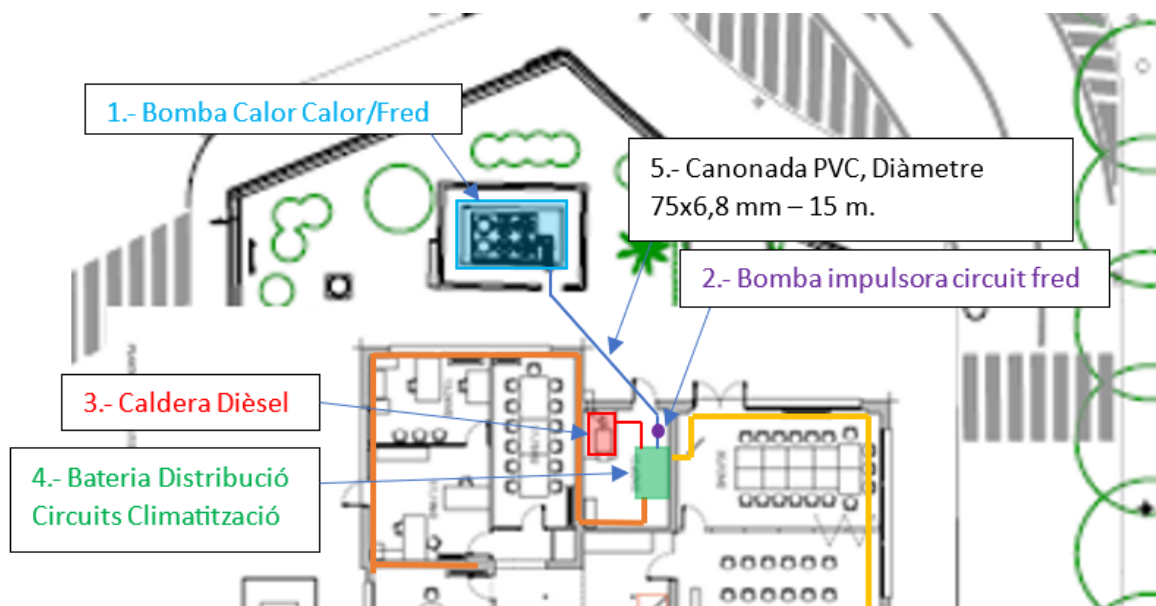 1.- Bomba Calor Calor/Fred
5.- Canonada PVC, Diàmetre
75x6,8 mm – 15 m.
2.- Bomba impulsora circuit fred
3.- Caldera Dièsel
4.- Bateria Distribució
Circuits Climatització